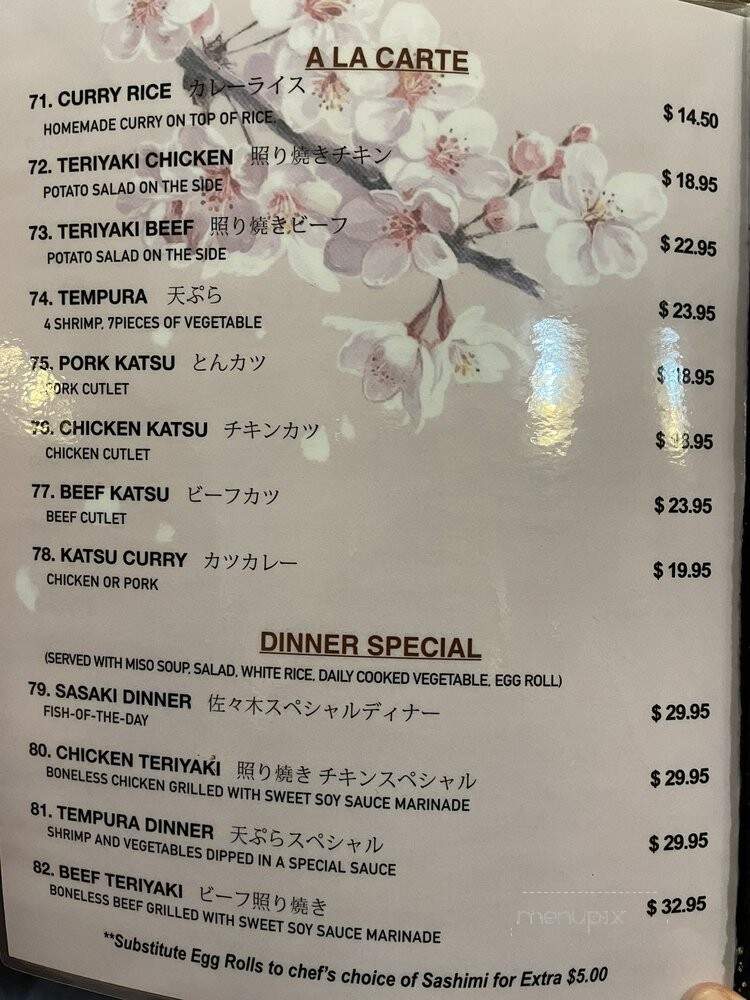 A LA CARTE
71. CURRY RICE カレーライス
HOMEMADE CURRY ON TOP OF RICE. $ 14.50
72. TERIYAKI CHICKEN 照り焼きチキン
POTATO SALAD ON THE SIDE $ 18.95
73. TERIYAKI BEEF 照り焼きビーフ
POTATO SALAD ON THE SIDE $ 22.95
74. TEMPURA 天ぷら
4 SHRIMP, 7PIECES OF VEGETABLE $ 23.95
75. PORK KATSU とんカツ
PORK CUTLET $ 18.95
76. CHICKEN KATSU チキンカツ
CHICKEN CUTLET $ 18.95
77. BEEF KATSU ビーフカツ
BEEF CUTLET $ 23.95
78. KATSU CURRY カツカレー
CHICKEN OR PORK $ 19.95
DINNER SPECIAL
(SERVED WITH MISO SOUP, SALAD, WHITE RICE, DAILY COOKED VEGETABLE, EGG ROLL)
79. SASAKI DINNER 佐々木スペシャルディナー
FISH-OF-THE-DAY $ 29.95
80. CHICKEN TERIYAKI 照り焼き チキンスペシャル
BONELESS CHICKEN GRILLED WITH SWEET SOY SAUCE MARINADE $ 29.95
81. TEMPURA DINNER 天ぷらスペシャル
SHRIMP AND VEGETABLES DIPPED IN A SPECIAL SAUCE $ 29.95
82. BEEF TERIYAKI ビーフ照り焼き
BONELESS BEEF GRILLED WITH SWEET SOY SAUCE MARINADE $ 32.95
**Substitute Egg Rolls to chef's choice of Sashimi for Extra $5.00
menupix